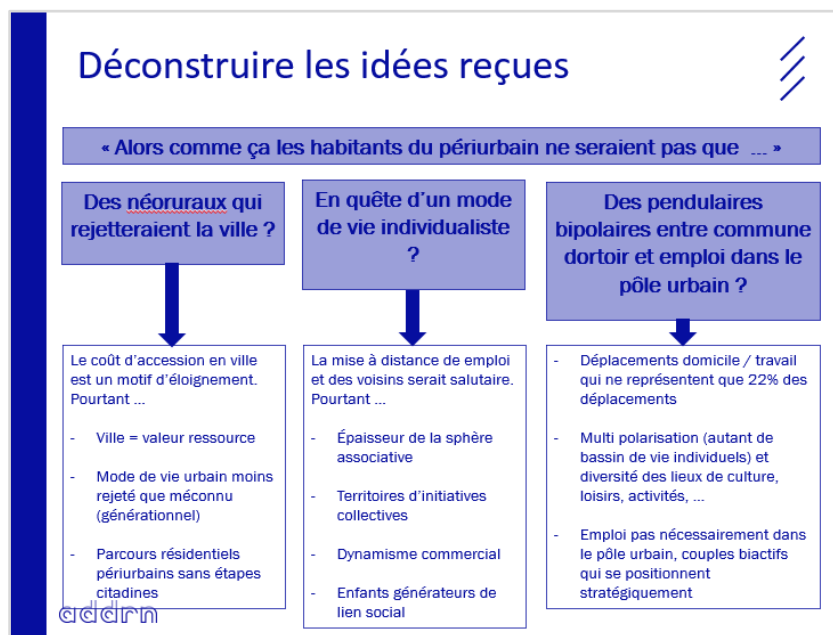 Déconstruire les idées reçues
« Alors comme ça les habitants du périurbain ne seraient pas que ... »
Des néoruraux qui
rejetteraient la ville ?
Le coût d'accession en ville
est un motif d'éloignement.
Pourtant ...
- Ville = valeur ressource
- Mode de vie urbain moins
rejeté que méconnu
(générationnel)
- Parcours résidentiels
périurbains sans étapes
citadines
En quête d'un mode
de vie individualiste
?
La mise à distance de emploi
et des voisins serait salutaire.
Pourtant ...
- Épaisseur de la sphère
associative
- Territoires d'initiatives
collectives
- Dynamisme commercial
- Enfants générateurs de
lien social
Des pendulaires
bipolaires entre commune
dortoir et emploi dans le
pôle urbain ?
- Déplacements domicile / travail
qui ne représentent que 22% des
déplacements
- Multi polarisation (autant de
bassin de vie individuels) et
diversité des lieux de culture,
loisirs, activités, ...
- Emploi pas nécessairement dans
le pôle urbain, couples biactifs
qui se positionnent
stratégiquement
addrn